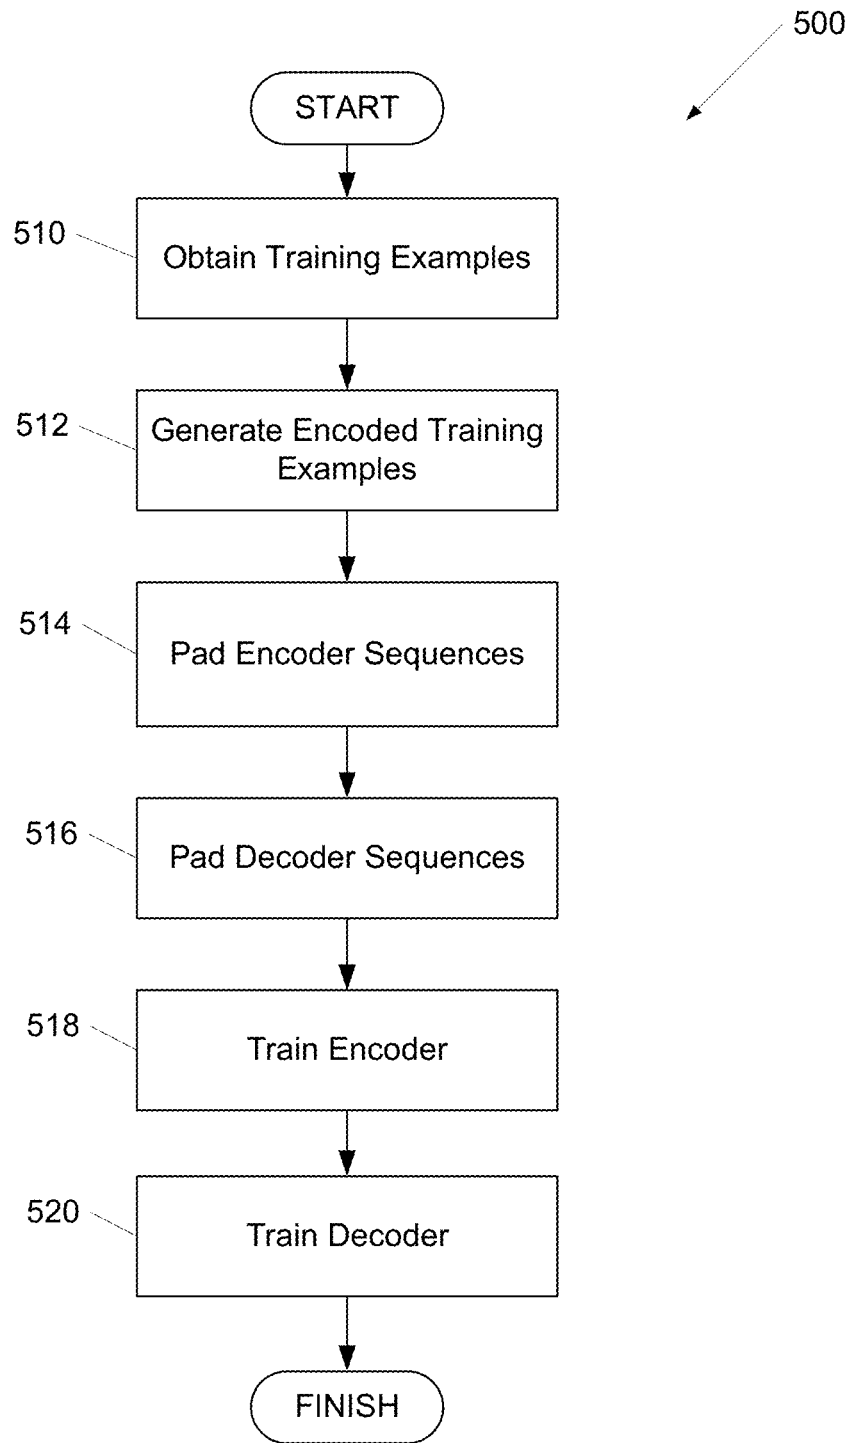 500
START
510
Obtain Training Examples
512
Generate Encoded Training
Examples
514
Pad Encoder Sequences
516
Pad Decoder Sequences
518
Train Encoder
520
Train Decoder
FINISH